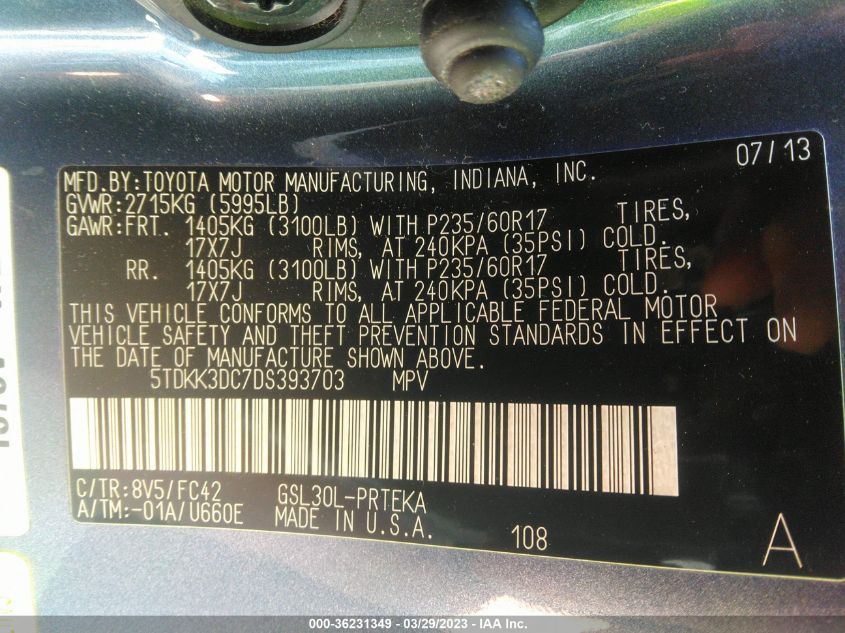 07/13
MFD.BY:TOYOTA MOTOR MANUFACTURING, INDIANA, INC.
GVWR:2715KG (5995LB)
GAWR:FRT. 1405KG (3100LB) WITH P235/60R17 TIRES,
17X7J RIMS, AT 240KPA (35PSI) COLD.
RR. 1405KG (3100LB) WITH P235/60R17 TIRES,
17X7J RIMS, AT 240KPA (35PSI) COLD.
THIS VEHICLE CONFORMS TO ALL APPLICABLE FEDERAL MOTOR
VEHICLE SAFETY AND THEFT PREVENTION STANDARDS IN EFFECT ON
THE DATE OF MANUFACTURE SHOWN ABOVE.
5TDKK3DC7DS393703 MPV
C/TR:8V5/FC42 GSL30L-PRTEKA
A/TM:-01A/U660E MADE IN U.S.A.
108
A
000-36231349 - 03/29/2023 - IAA Inc.